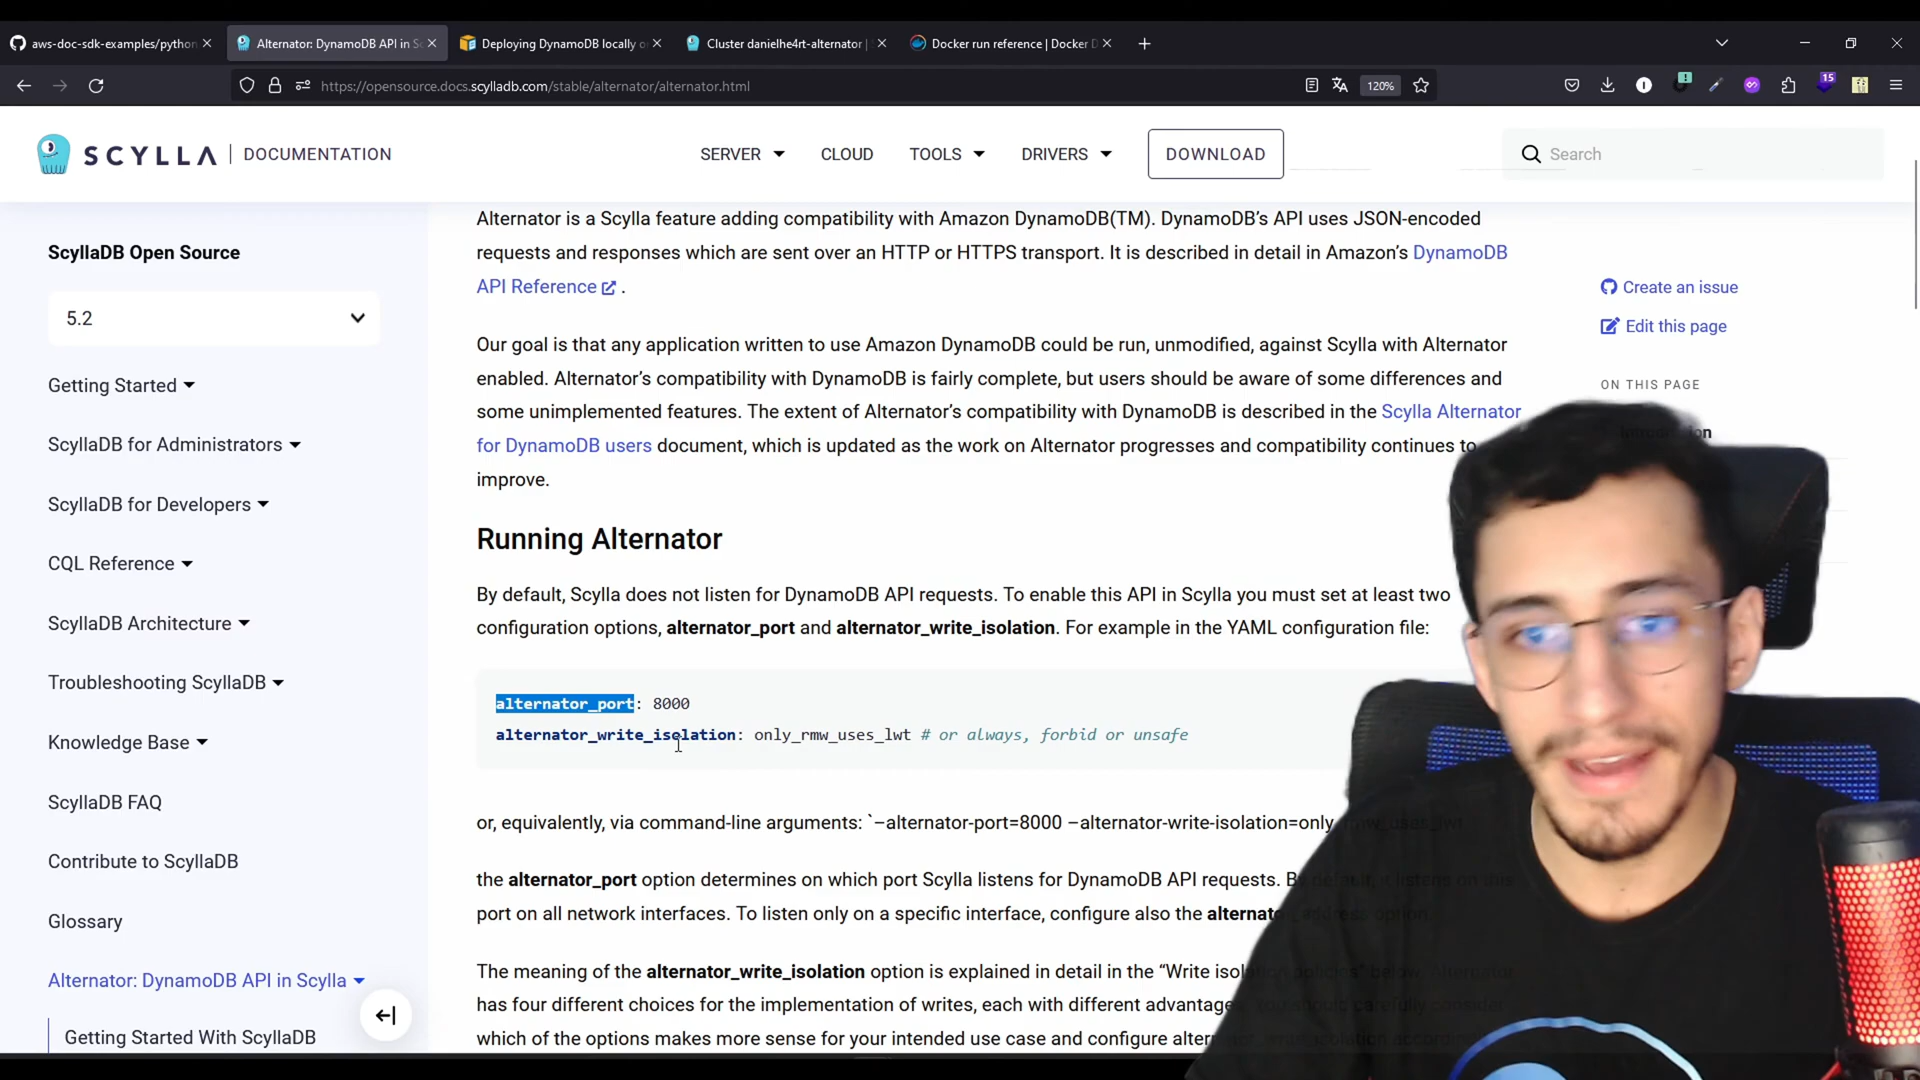 aws-doc-sdk-examples/python
Alternator: DynamoDB API in S
Deploying DynamoDB locally o
Cluster danielhe4rt-alternator |
Docker run reference | Docker D
https://opensource.docs.scylladb.com/stable/alternator/alternator.html
120%
15
SCYLLA | DOCUMENTATION
SERVER
CLOUD
TOOLS
DRIVERS
DOWNLOAD
Search
ScyllaDB Open Source
5.2
Getting Started
ScyllaDB for Administrators
ScyllaDB for Developers
CQL Reference
ScyllaDB Architecture
Troubleshooting ScyllaDB
Knowledge Base
ScyllaDB FAQ
Contribute to ScyllaDB
Glossary
Alternator: DynamoDB API in Scylla
Getting Started With ScyllaDB
Alternator is a Scylla feature adding compatibility with Amazon DynamoDB(TM). DynamoDB's API uses JSON-encoded
requests and responses which are sent over an HTTP or HTTPS transport. It is described in detail in Amazon's DynamoDB
API Reference .
Our goal is that any application written to use Amazon DynamoDB could be run, unmodified, against Scylla with Alternator
enabled. Alternator's compatibility with DynamoDB is fairly complete, but users should be aware of some differences and
some unimplemented features. The extent of Alternator's compatibility with DynamoDB is described in the Scylla Alternator
for DynamoDB users document, which is updated as the work on Alternator progresses and compatibility continues to
improve.
Running Alternator
By default, Scylla does not listen for DynamoDB API requests. To enable this API in Scylla you must set at least two
configuration options, alternator_port and alternator_write_isolation. For example in the YAML configuration file:
alternator_port: 8000
alternator_write_isolation: only_rmw_uses_lwt # or always, forbid or unsafe
or, equivalently, via command-line arguments: `–alternator-port=8000 –alternator-write-isolation=only_rmw_uses_lwt
the alternator_port option determines on which port Scylla listens for DynamoDB API requests. By default, it listens on this
port on all network interfaces. To listen only on a specific interface, configure also the alternator_address option.
The meaning of the alternator_write_isolation option is explained in detail in the “Write isolation policies” below. Alternator
has four different choices for the implementation of writes, each with different advantages
which of the options makes more sense for your intended use case and configure
Create an issue
Edit this page
ON THIS PAGE